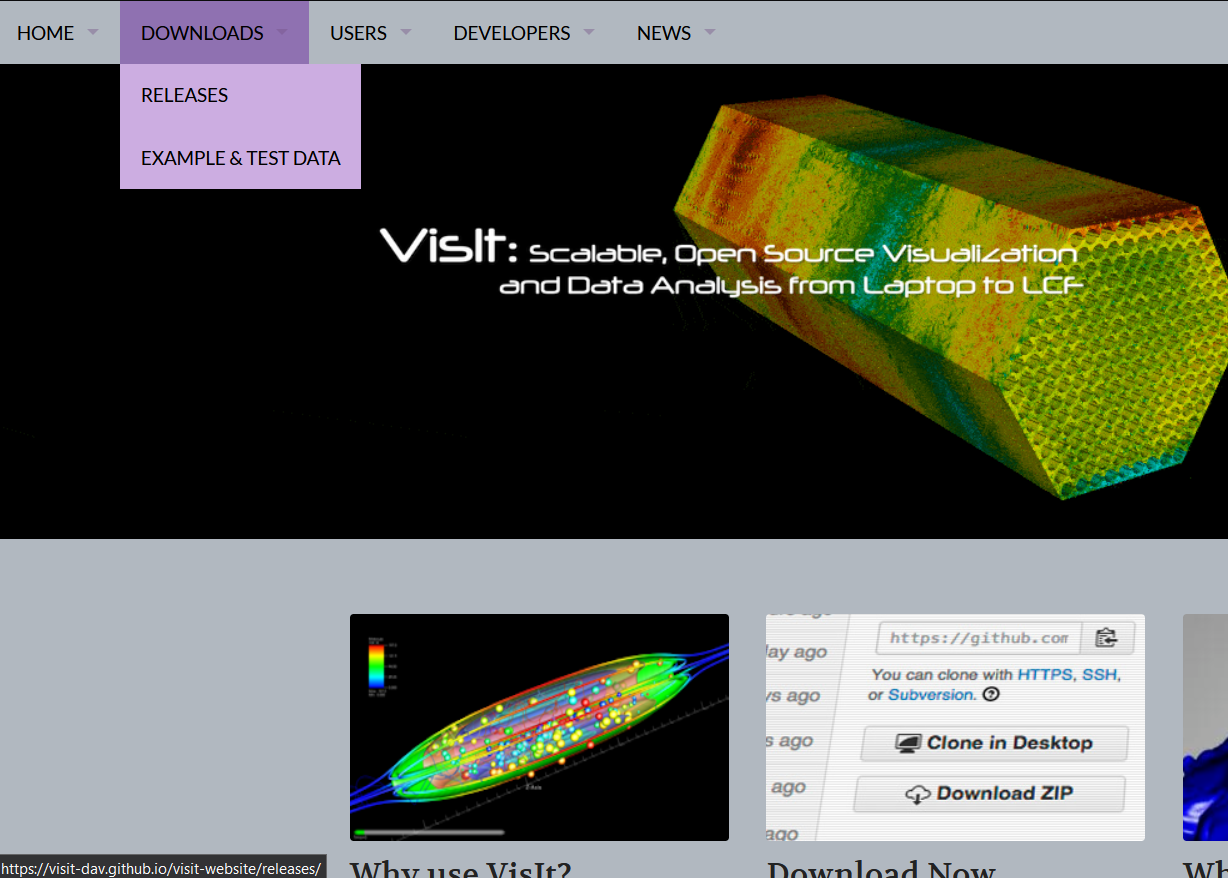 HOME
DOWNLOADS
USERS
DEVELOPERS
NEWS
RELEASES
EXAMPLE & TEST DATA
VisIt: Scalable, Open Source Visualization
and Data Analysis from Laptop to LCF
https://github.com
ay ago
You can clone with HTTPS, SSH,
or Subversion.
s ago
s ago
Clone in Desktop
ago
Download ZIP
ago
https://visit-dav.github.io/visit-website/releases/
Why use VisIt?
Download Now
Wh